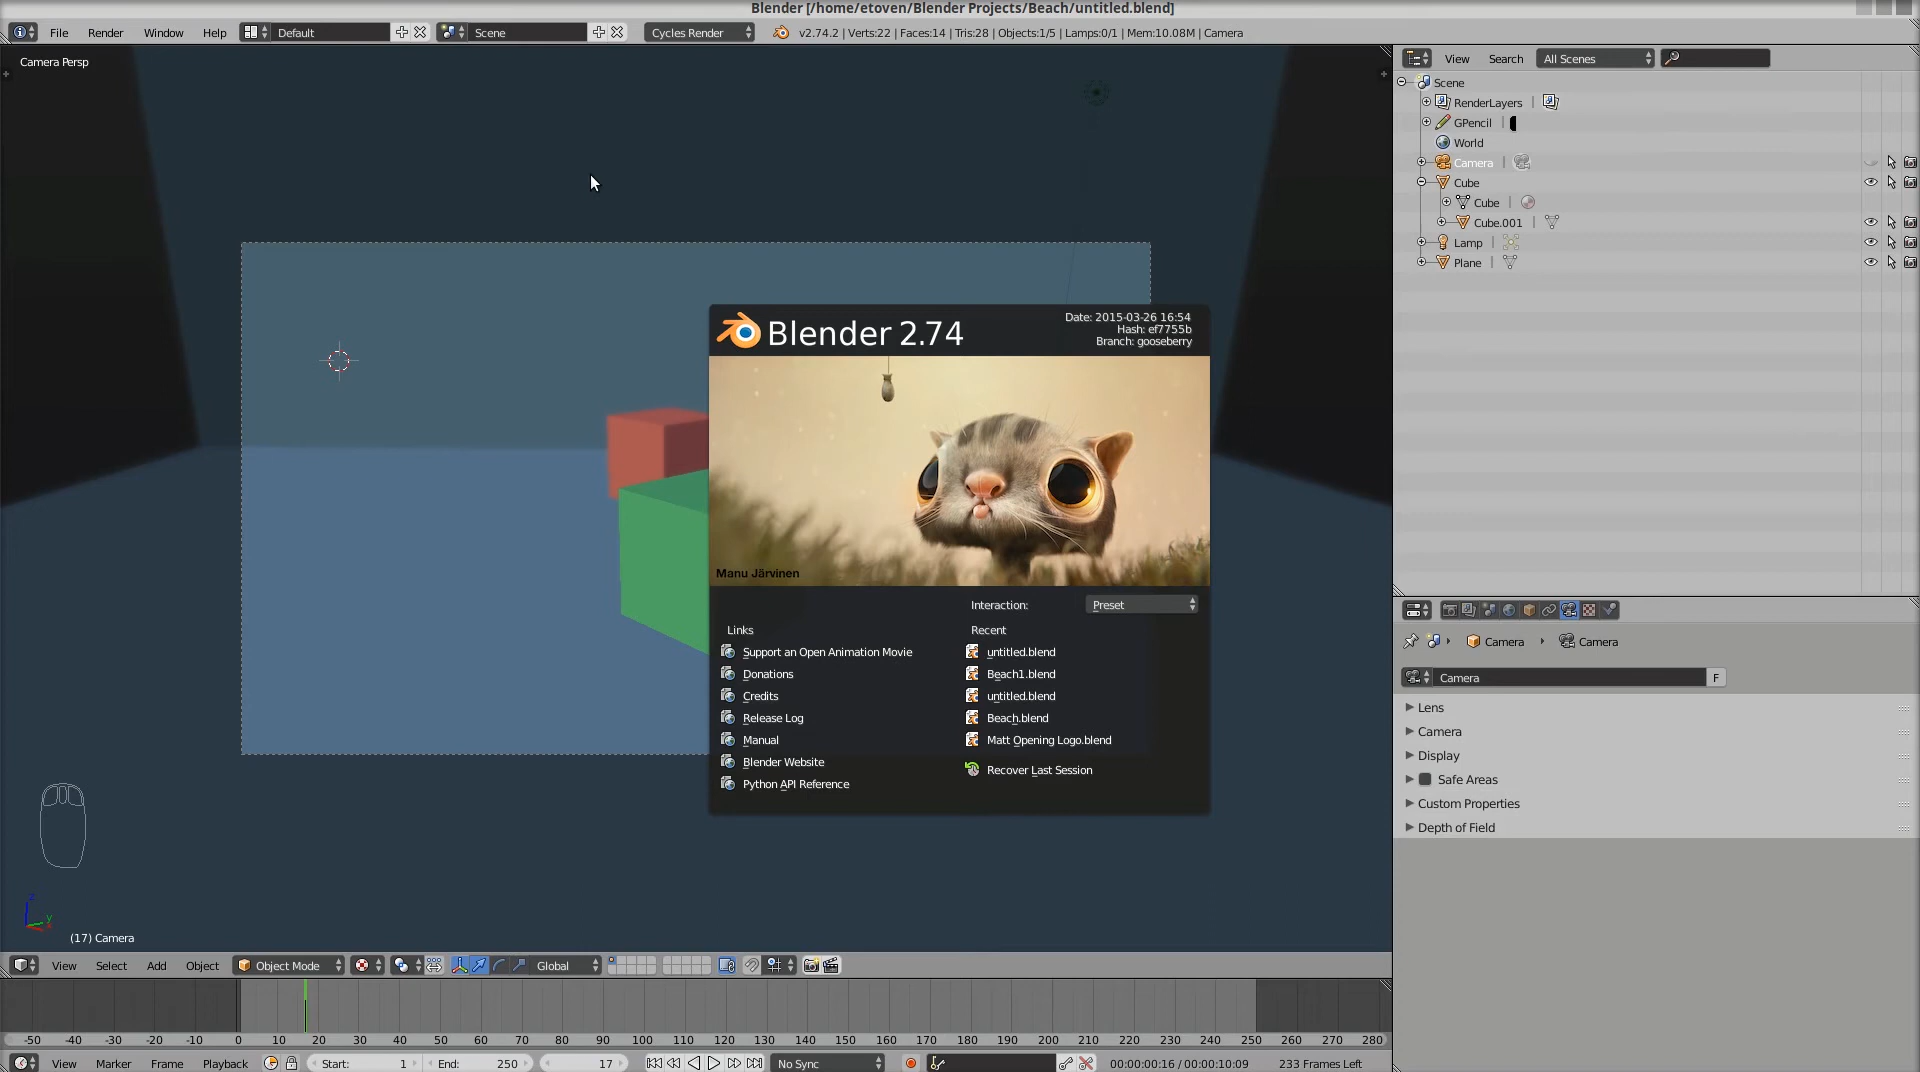 Blender [/home/etoven/Blender Projects/Beach/untitled.blend]
File Render Window Help Default Scene Cycles Render v2.74.2 | Verts:22 | Faces:14 | Tris:28 | Objects:1/5 | Lamps:0/1 | Mem:10.08M | Camera
Camera Persp
View Search All Scenes
Scene
RenderLayers
GPencil
World
Camera
Cube
Cube
Cube.001
Lamp
Plane
Blender 2.74
Date: 2015-03-26 16:54
Hash: ef7755b
Branch: gooseberry
Manu Järvinen
Interaction: Preset
Links
Support an Open Animation Movie
Donations
Credits
Release Log
Manual
Blender Website
Python API Reference
Recent
untitled.blend
Beach1.blend
untitled.blend
Beach.blend
Matt Opening Logo.blend
Recover Last Session
Camera Camera
Camera F
Lens
Camera
Display
Safe Areas
Custom Properties
Depth of Field
z
y
(17) Camera
View Select Add Object Object Mode Global
-50 -40 -30 -20 -10 0 10 20 30 40 50 60 70 80 90 100 110 120 130 140 150 160 170 180 190 200 210 220 230 240 250 260 270 280
View Marker Frame Playback Start: 1 End: 250 17 No Sync 00:00:00:16 / 00:00:10:09 233 Frames Left